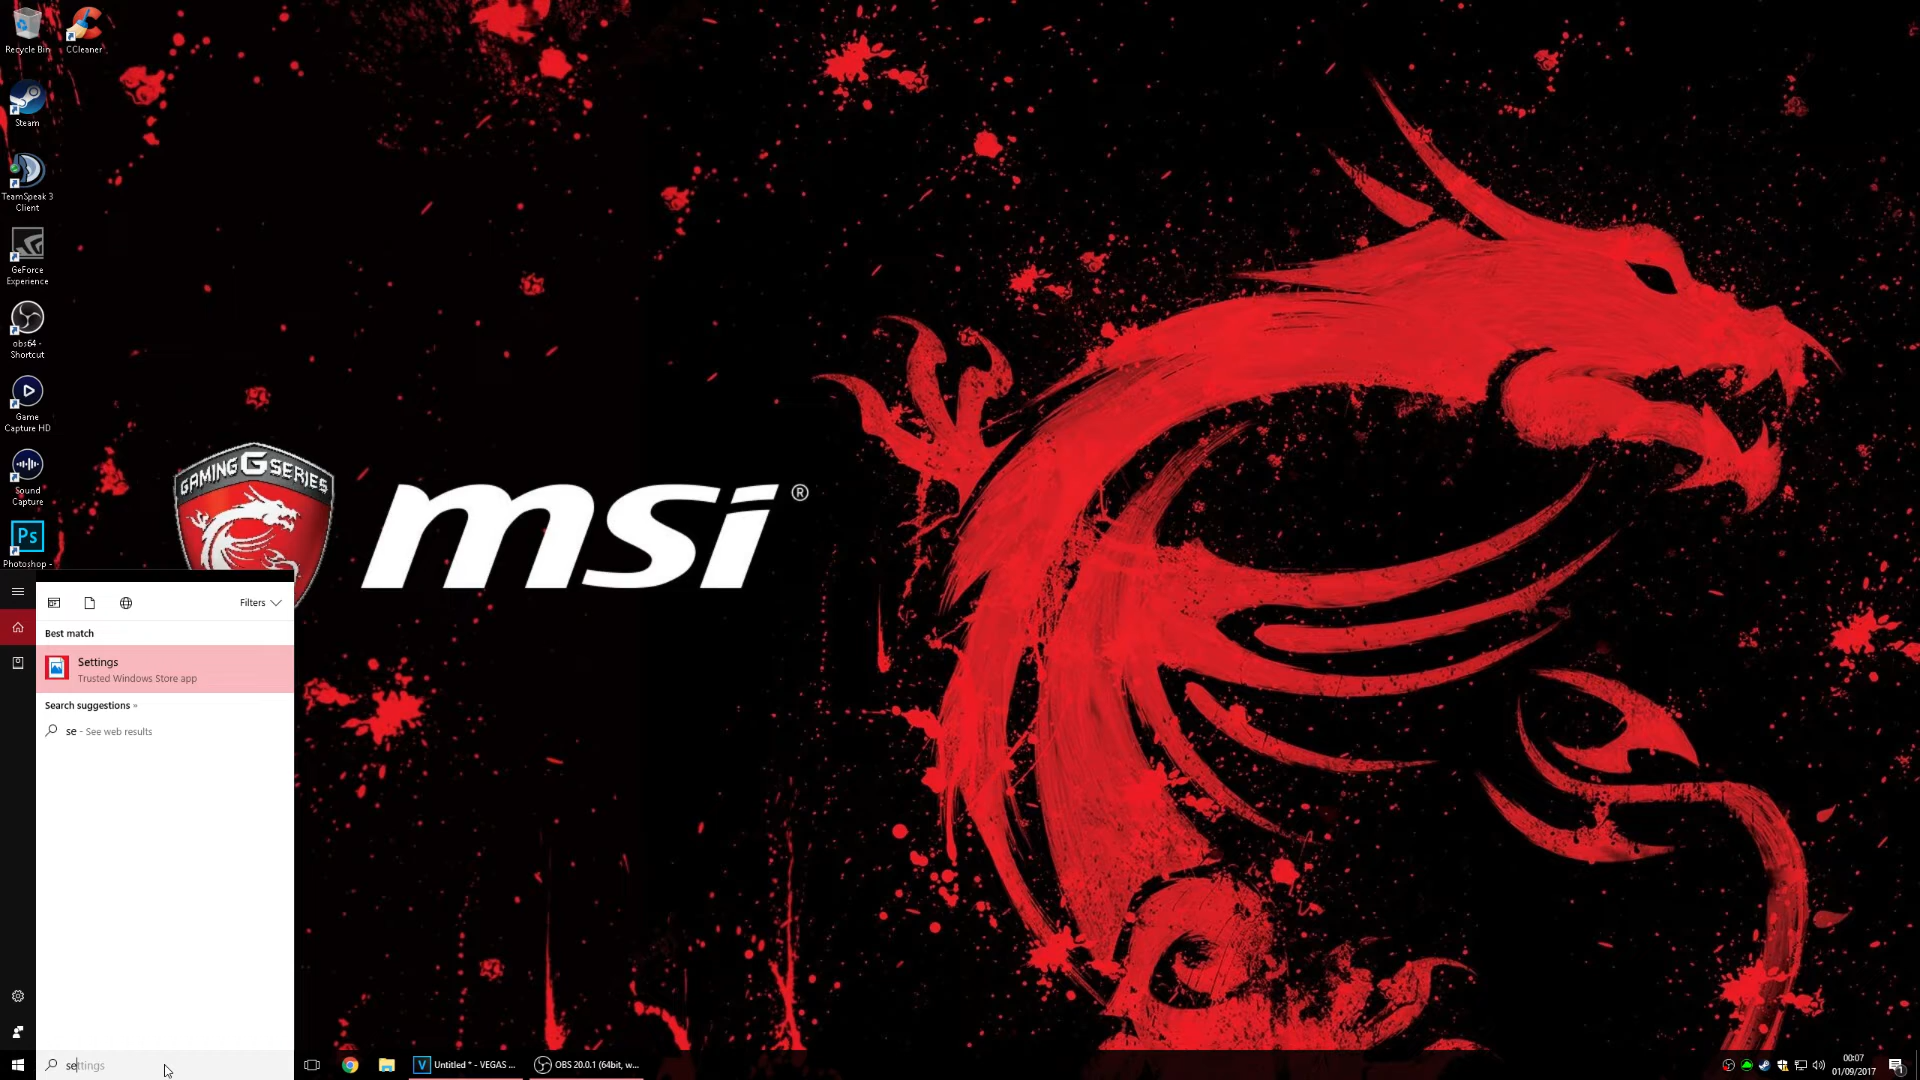 Recycle Bin
CCleaner
Steam
TeamSpeak 3
Client
GeForce
Experience
obs64 -
Shortcut
Game
Capture HD
Sound
Capture
Ps
Photoshop -
GAMING G SERIES
msi®
Filters
Best match
Settings
Trusted Windows Store app
Search suggestions »
se - See web results
settings
V
Untitled * - VEGAS ...
OBS 20.0.1 (64bit, w...
00:07
01/09/2017
1